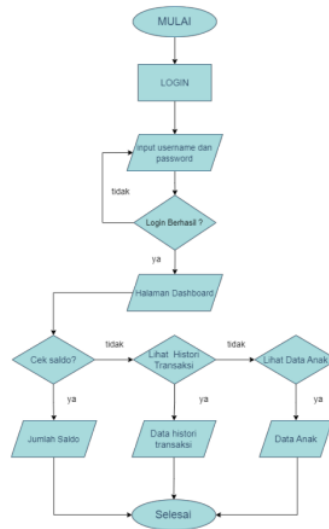 MULAI
LOGIN
input username dan
password
tidak
Login Berhasil ?
ya
Halaman Dashboard
Cek saldo?
tidak
Lihat Histori
Transaksi
tidak
Lihat Data Anak
ya
ya
ya
Jumlah Saldo
Data histori
transaksi
Data Anak
Selesai